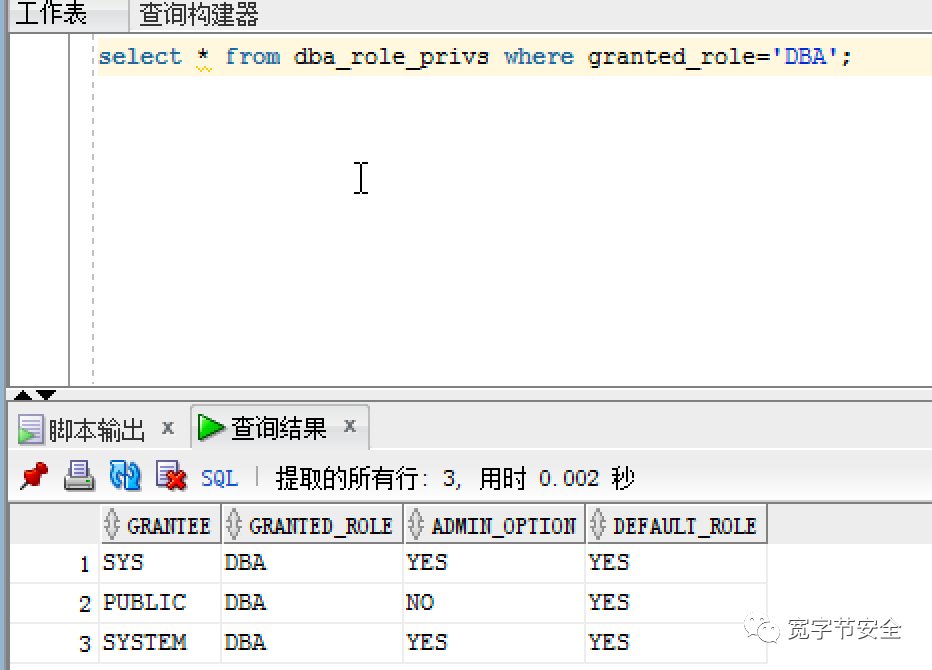 工作表 查询构建器
select * from dba_role_privs where granted_role='DBA';
脚本输出 x 查询结果 x
SQL | 提取的所有行: 3, 用时 0.002 秒
GRANTEE GRANTED_ROLE ADMIN_OPTION DEFAULT_ROLE
1 SYS DBA YES YES
2 PUBLIC DBA NO YES
3 SYSTEM DBA YES YES
宽字节安全